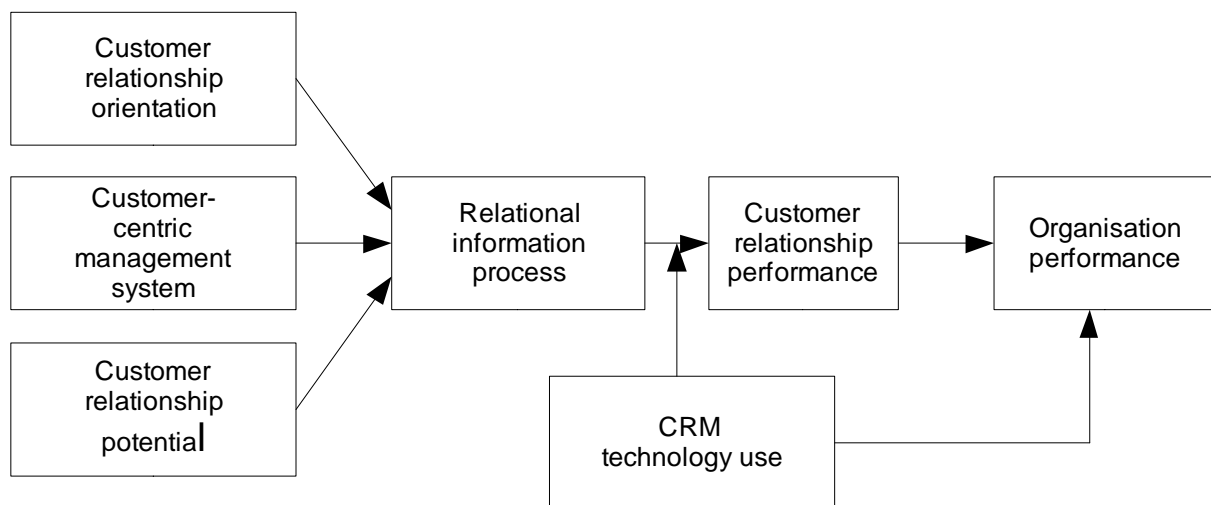 Customer
relationship
orientation
Customer-
centric
management
system
Customer
relationship
potential
Relational
information
process
Customer
relationship
performance
Organisation
performance
CRM
technology use